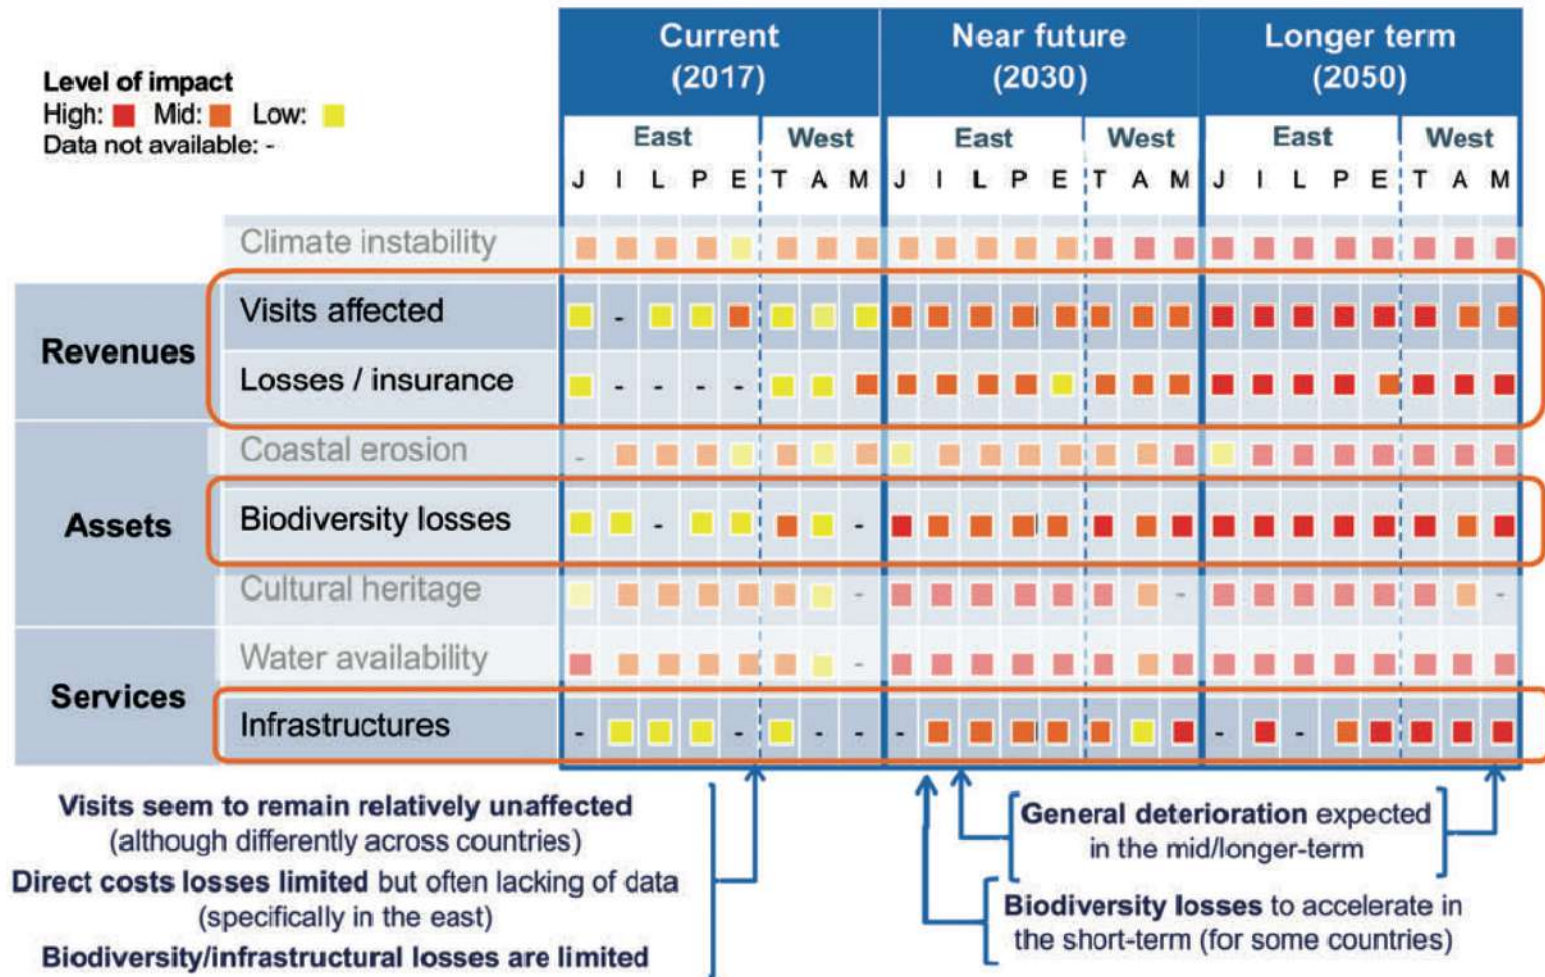 Current
(2017)
Near future
(2030)
Longer term
(2050)
Level of impact
High: Mid: Low:
Data not available: -
East West East West East West
J I L P E T A M J I L P E T A M J I L P E T A M
Climate instability
Revenues
Visits affected
-
Losses / insurance
- - - -
Assets
Coastal erosion
-
Biodiversity losses
- -
Cultural heritage
- - -
Services
Water availability
-
Infrastructures
- - - - - - -
Visits seem to remain relatively unaffected
(although differently across countries)
Direct costs losses limited but often lacking of data
(specifically in the east)
Biodiversity/infrastructural losses are limited
General deterioration expected
in the mid/longer-term
Biodiversity losses to accelerate in
the short-term (for some countries)